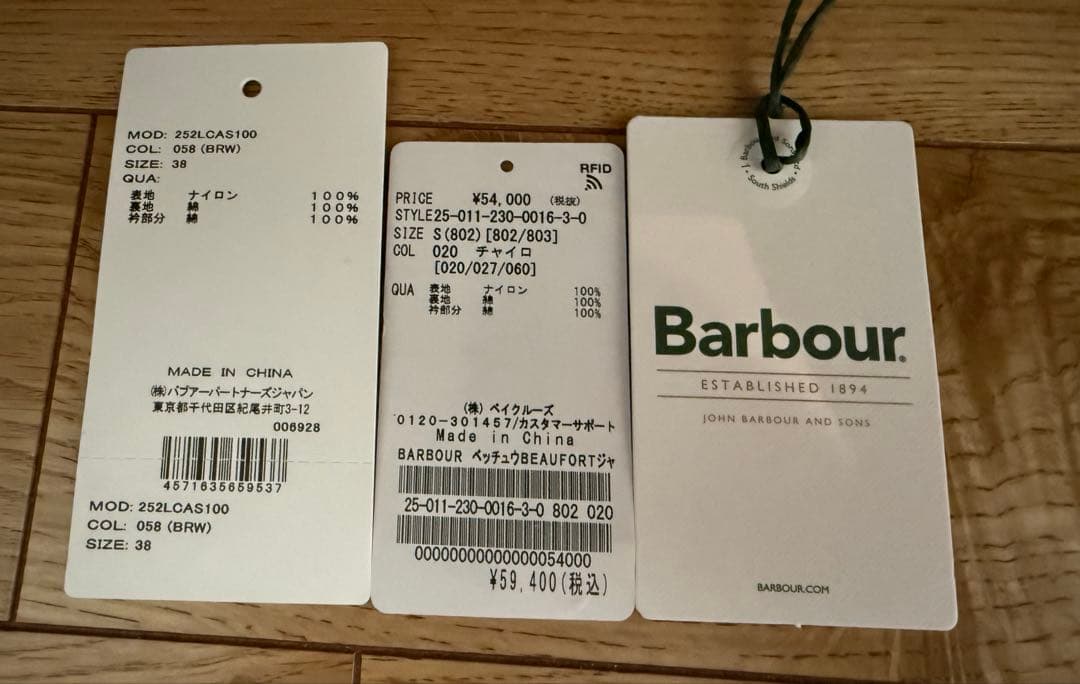 MOD: 252LCAS100
COL: 058 (BRW)
SIZE: 38
QUA:
表地 ナイロン 100%
裏地 綿 100%
衿部分 綿 100%
MADE IN CHINA
(株)バブアーパートナーズジャパン
東京都千代田区紀尾井町3-12
006928
4571635659537
MOD: 252LCAS100
COL: 058 (BRW)
SIZE: 38
RFID
PRICE ¥54,000 (税抜)
STYLE25-011-230-0016-3-0
SIZE S(802)[802/803]
COL 020 チャイロ
[020/027/060]
QUA 表地 ナイロン 100%
裏地 綿 100%
衿部分 綿 100%
(株) ベイクルーズ
0120-301457/カスタマーサポート
Made in China
BARBOUR ペッチュウBEAUFORTジャ
25-011-230-0016-3-0 802 020
00000000000000054000
¥59,400(税込)
J Barbour and Sons
South Shields
Barbour®
ESTABLISHED 1894
JOHN BARBOUR AND SONS
BARBOUR.COM